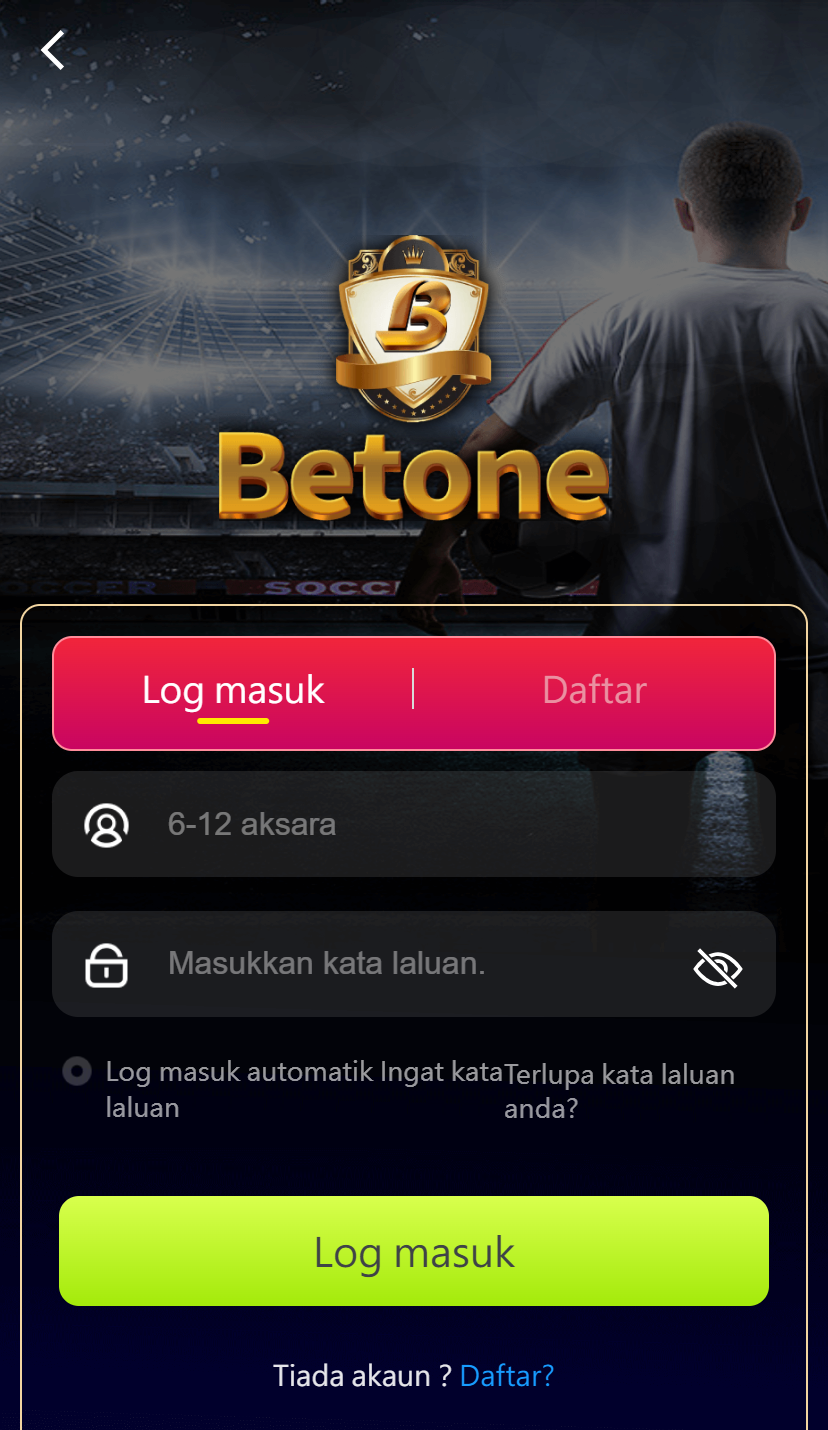 B
Betone
SOCCER SOCC
Log masuk
Daftar
6-12 aksara
Masukkan kata laluan.
Log masuk automatik Ingat kata laluan
Terlupa kata laluan anda?
Log masuk
Tiada akaun ? Daftar?